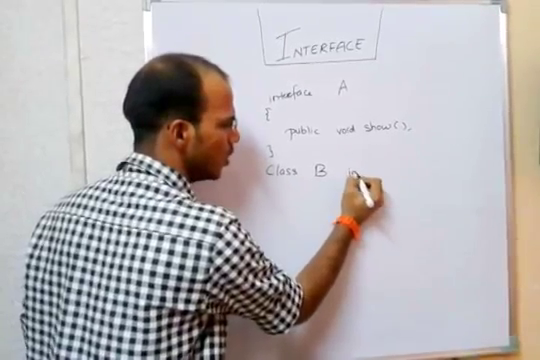 INTERFACE
interface A
{
public void show();
}
Class B i